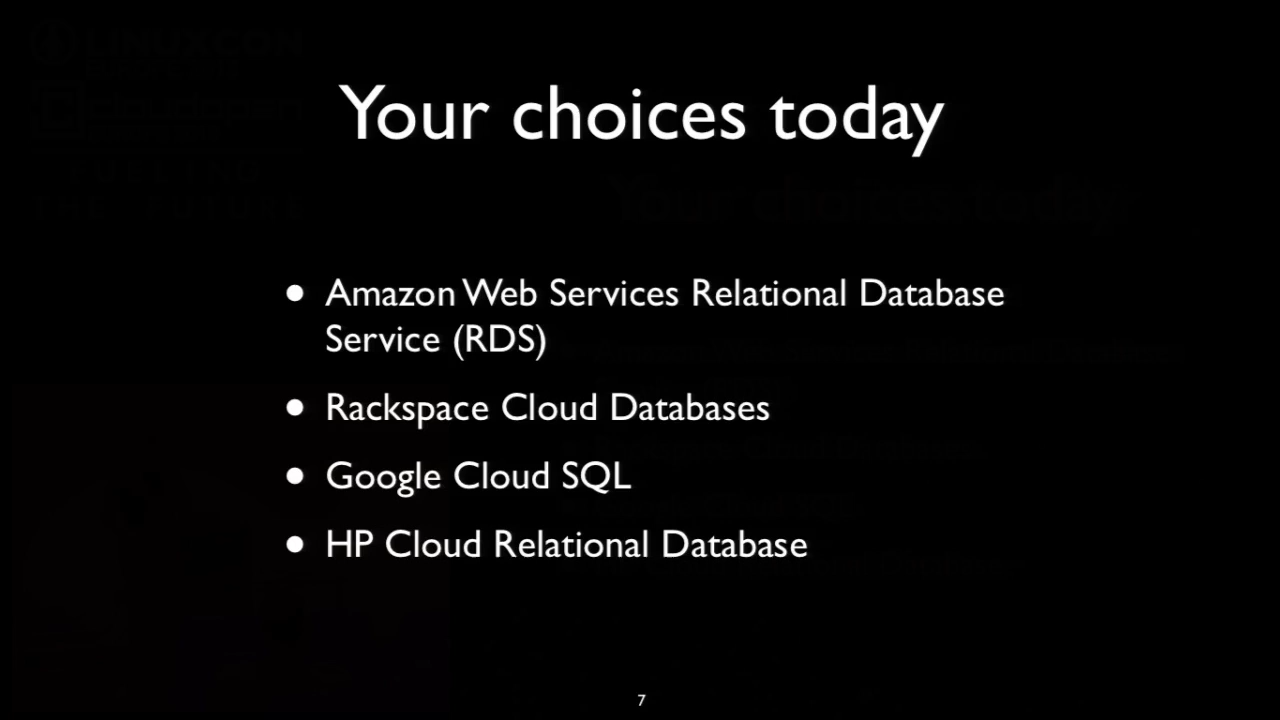 Your choices today
• Amazon Web Services Relational Database
Service (RDS)
• Rackspace Cloud Databases
• Google Cloud SQL
• HP Cloud Relational Database
7